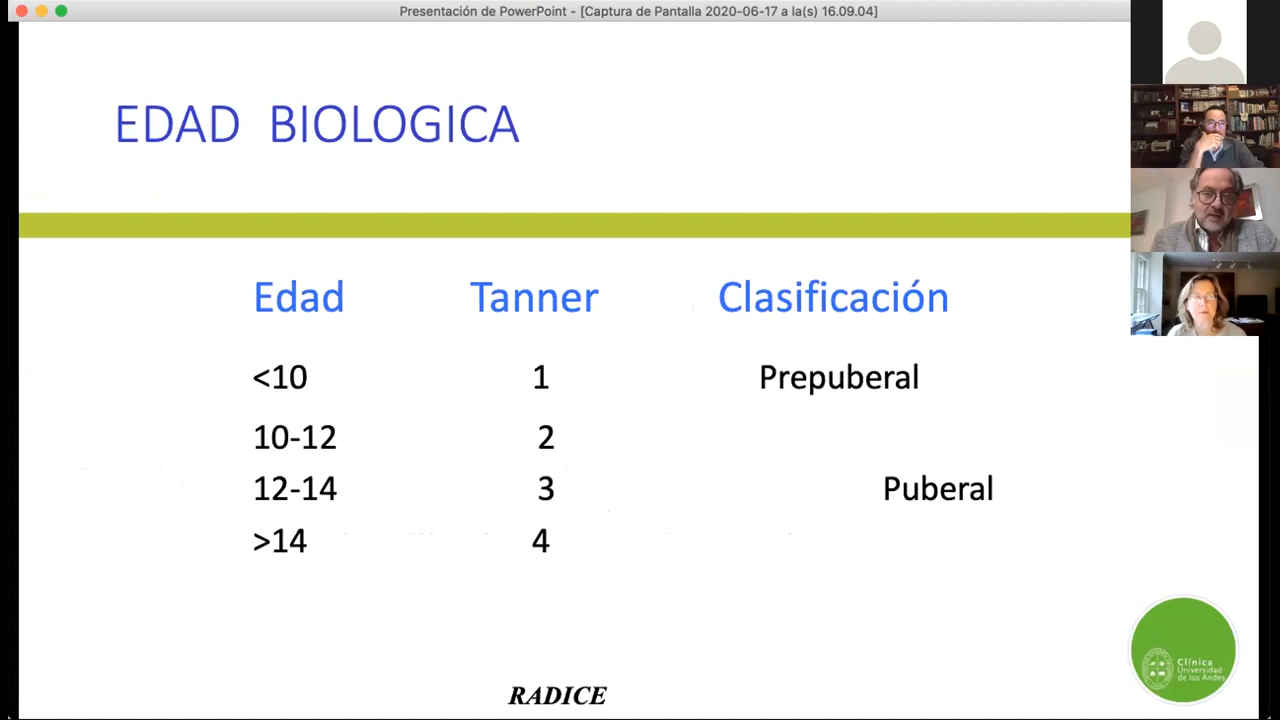 Presentación de PowerPoint - [Captura de Pantalla 2020-06-17 a la(s) 16.09.04]
EDAD BIOLOGICA
Edad Tanner Clasificación
<10 1 Prepuberal
10-12 2
12-14 3 Puberal
>14 4
Clínica
Universidad
de los Andes
RADICE